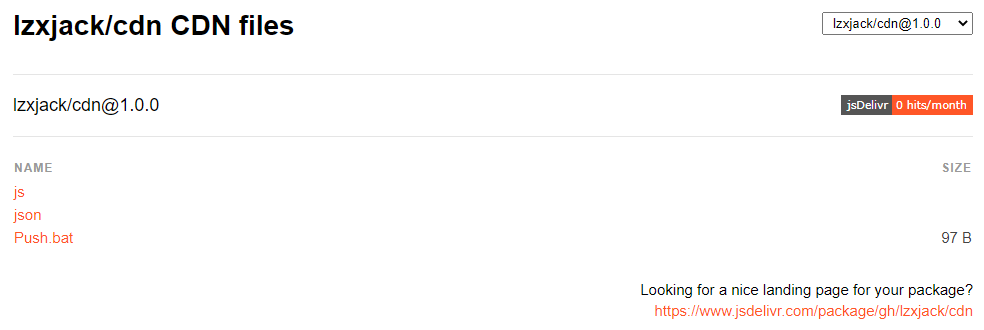 lzxjack/cdn CDN files
lzxjack/cdn@1.0.0
lzxjack/cdn@1.0.0
jsDelivr 0 hits/month
NAME SIZE
js
json
Push.bat 97 B
Looking for a nice landing page for your package?
https://www.jsdelivr.com/package/gh/lzxjack/cdn